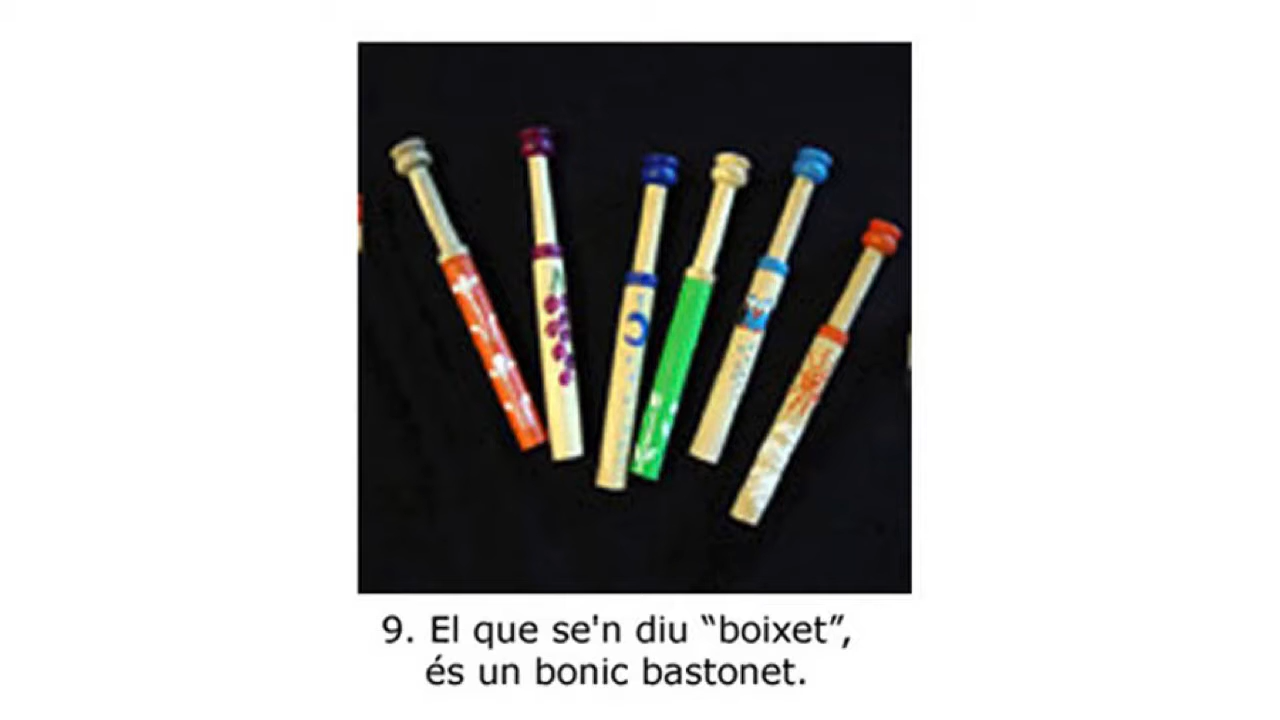 9. El que se'n diu “boixet”,
és un bonic bastonet.